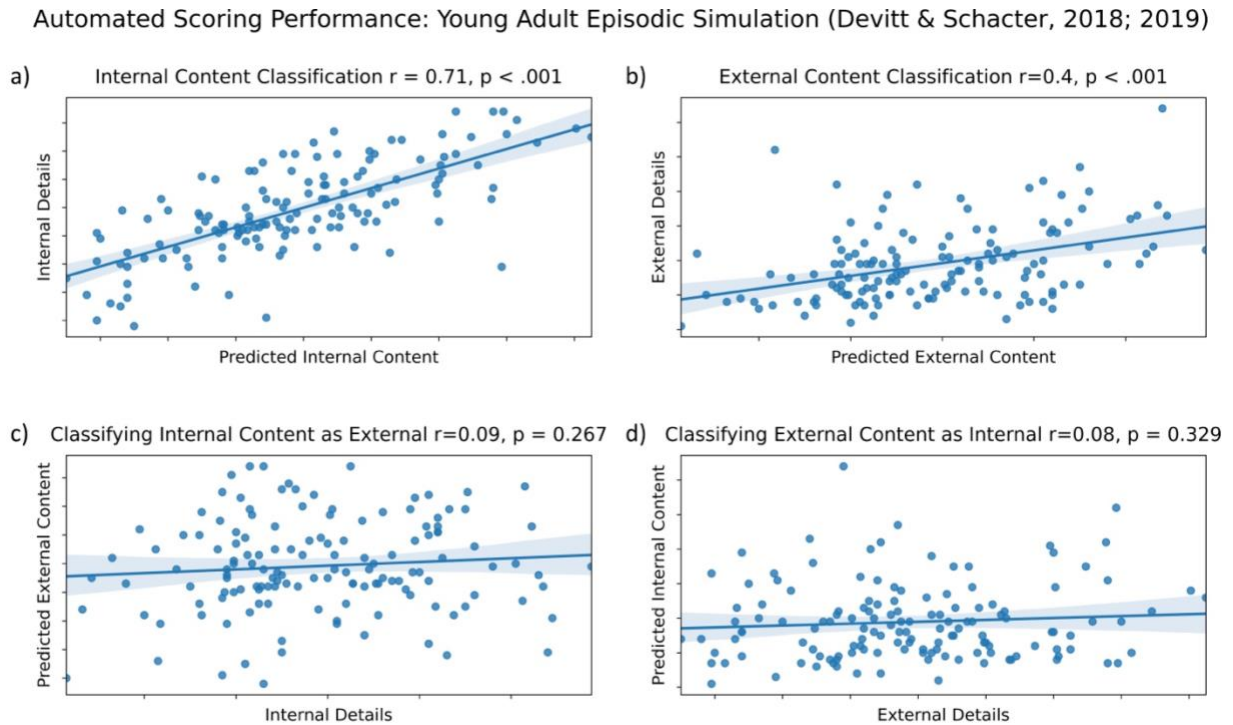 Automated Scoring Performance: Young Adult Episodic Simulation (Devitt & Schacter, 2018; 2019)
a) Internal Content Classification r = 0.71, p < .001
Internal Details
Predicted Internal Content
b) External Content Classification r=0.4, p < .001
External Details
Predicted External Content
c) Classifying Internal Content as External r=0.09, p = 0.267
Predicted External Content
Internal Details
d) Classifying External Content as Internal r=0.08, p = 0.329
Predicted Internal Content
External Details